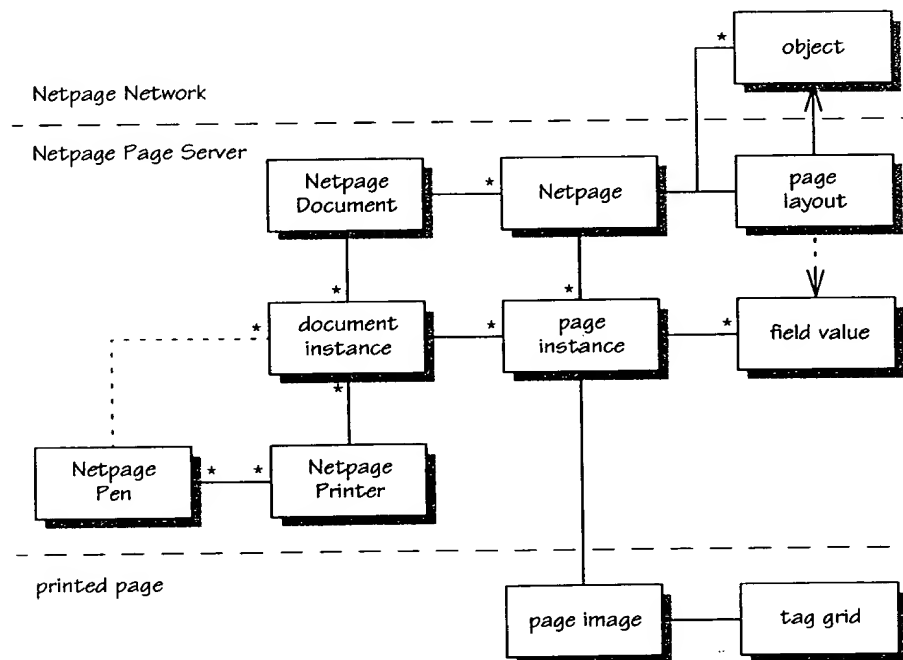 *
object
Netpage Network
Netpage Page Server
Netpage
Document
*
Netpage
page
layout
*
*
*
document
instance
*
page
instance
*
field value
*
Netpage
Pen
*
*
Netpage
Printer
printed page
page image
tag grid